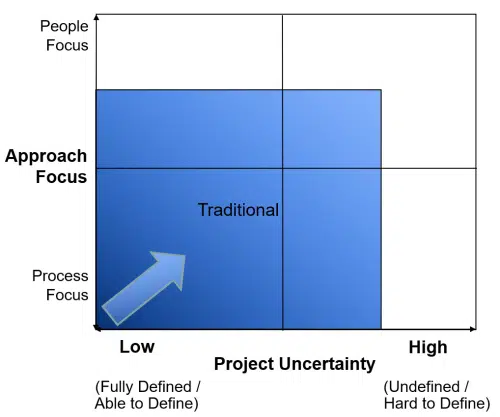 People
Focus
Approach
Focus
Traditional
Process
Focus
Low
High
Project Uncertainty
(Fully Defined /
Able to Define)
(Undefined /
Hard to Define)